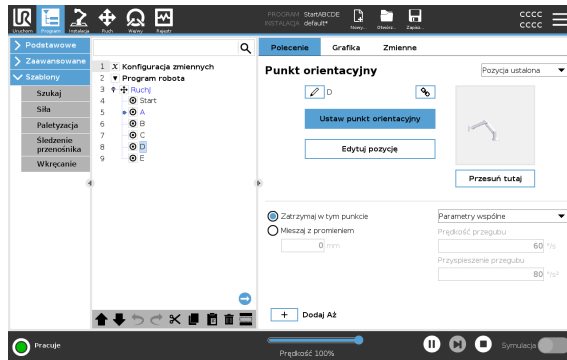 UR
PROGRAM StartABCDE
INSTALACJA default*
Uruchom Program Instalacja Ruch Wejwy Rejestr
Nowy... Otwórz... Zapisz...
CCCC
CCCC
Podstawowe
Zaawansowane
Szablony
Szukaj
Siła
Paletyzacja
Śledzenie
przenośnika
Wkręcanie
1 X Konfiguracja zmiennych
2 Program robota
3 RuchJ
4 Start
5 A
6 B
7 C
8 D
9 E
Polecenie Grafika Zmienne
Punkt orientacyjny
Pozycja ustalona
D
Ustaw punkt orientacyjny
Edytuj pozycję
Przesuń tutaj
Zatrzymaj w tym punkcie
Mieszaj z promieniem
0 mm
Parametry wspólne
Prędkość przegubu
60 °/s
Przyspieszenie przegubu
80 °/s²
+ Dodaj Aż
Pracuje
Prędkość 100%
Symulacja